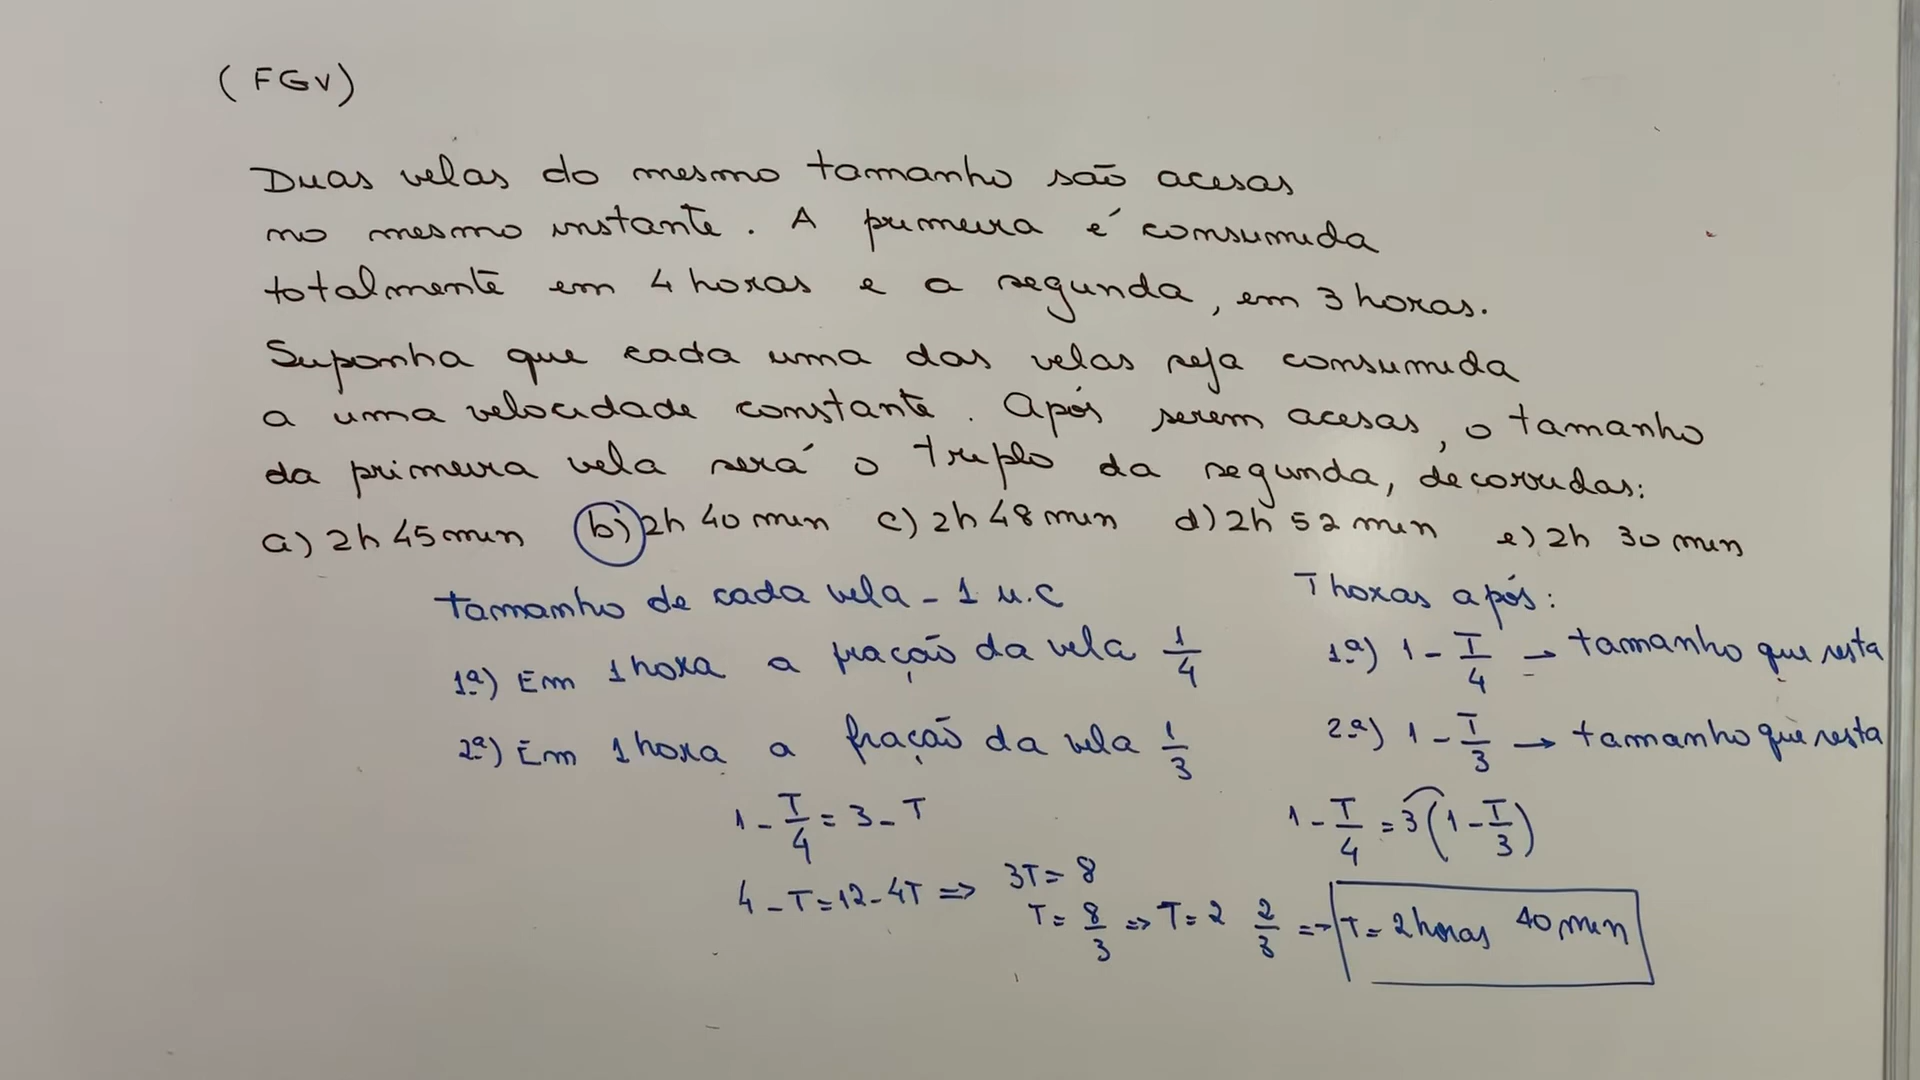 (FGV)
Duas velas do mesmo tamanho são acesas
no mesmo instante. A primeira é consumida
totalmente em 4 horas e a segunda, em 3 horas.
Suponha que cada uma das velas seja consumida
a uma velocidade constante. Após serem acesas, o tamanho
da primeira vela será o triplo da segunda, decorridas:
a) 2h 45 min b) 2h 40 min c) 2h 48 min d) 2h 52 min e) 2h 30 min
tamanho de cada vela - 1 u.c
1ª) Em 1 hora a fração da vela 1/4
2ª) Em 1 hora a fração da vela 1/3
T horas após:
1ª) 1 - T/4 → tamanho que resta
2ª) 1 - T/3 → tamanho que resta
1 - T/4 = 3(1 - T/3)
1 - T/4 = 3 - T
4 - T = 12 - 4T => 3T = 8
T = 8/3 => T = 2 2/3 => T = 2 horas 40 min